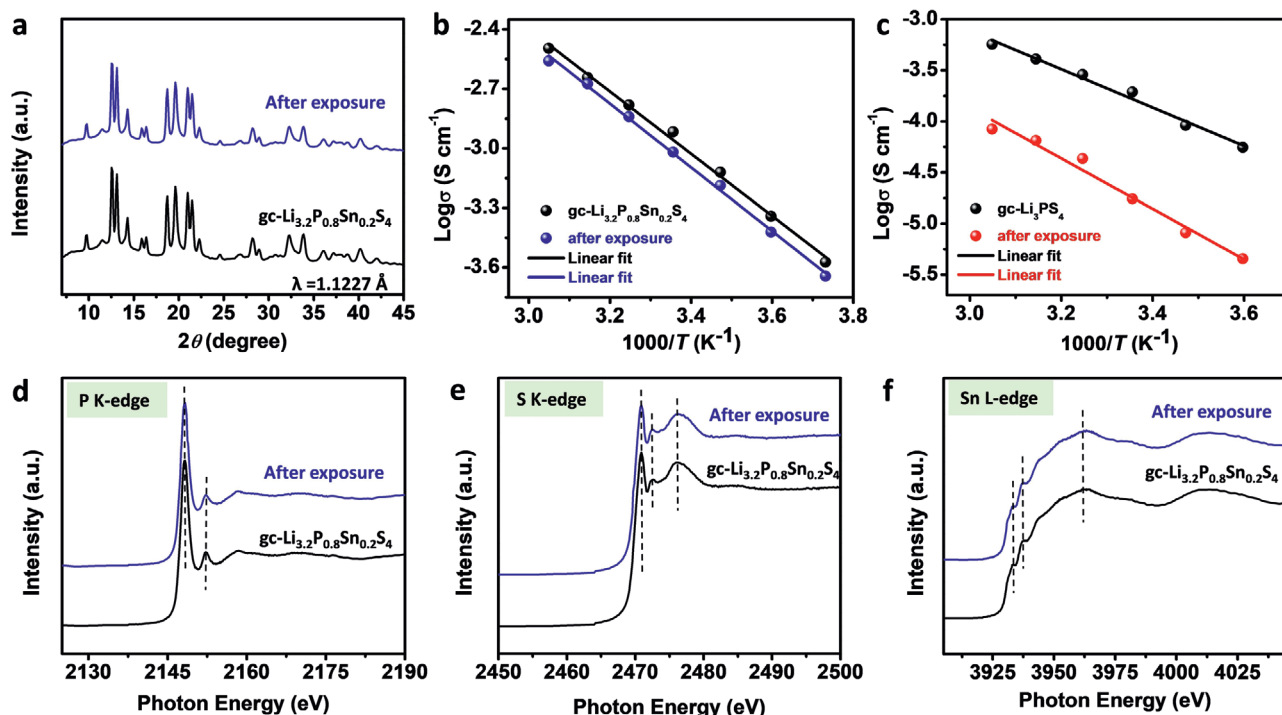 a
Intensity (a.u.)
After exposure
gc-Li3.2P0.8Sn0.2S4
λ =1.1227 Å
10 15 20 25 30 35 40 45
2θ (degree)
b
Logσ (S cm-1)
-2.4
-2.7
-3.0
-3.3
-3.6
gc-Li3.2P0.8Sn0.2S4
after exposure
Linear fit
Linear fit
3.0 3.2 3.4 3.6 3.8
1000/T (K-1)
c
Logσ (S cm-1)
-3.0
-3.5
-4.0
-4.5
-5.0
-5.5
gc-Li3PS4
after exposure
Linear fit
Linear fit
3.0 3.2 3.4 3.6
1000/T (K-1)
d
P K-edge
Intensity (a.u.)
After exposure
gc-Li3.2P0.8Sn0.2S4
2130 2145 2160 2175 2190
Photon Energy (eV)
e
S K-edge
Intensity (a.u.)
After exposure
gc-Li3.2P0.8Sn0.2S4
2450 2460 2470 2480 2490 2500
Photon Energy (eV)
f
Sn L-edge
Intensity (a.u.)
After exposure
gc-Li3.2P0.8Sn0.2S4
3925 3950 3975 4000 4025
Photon Energy (eV)